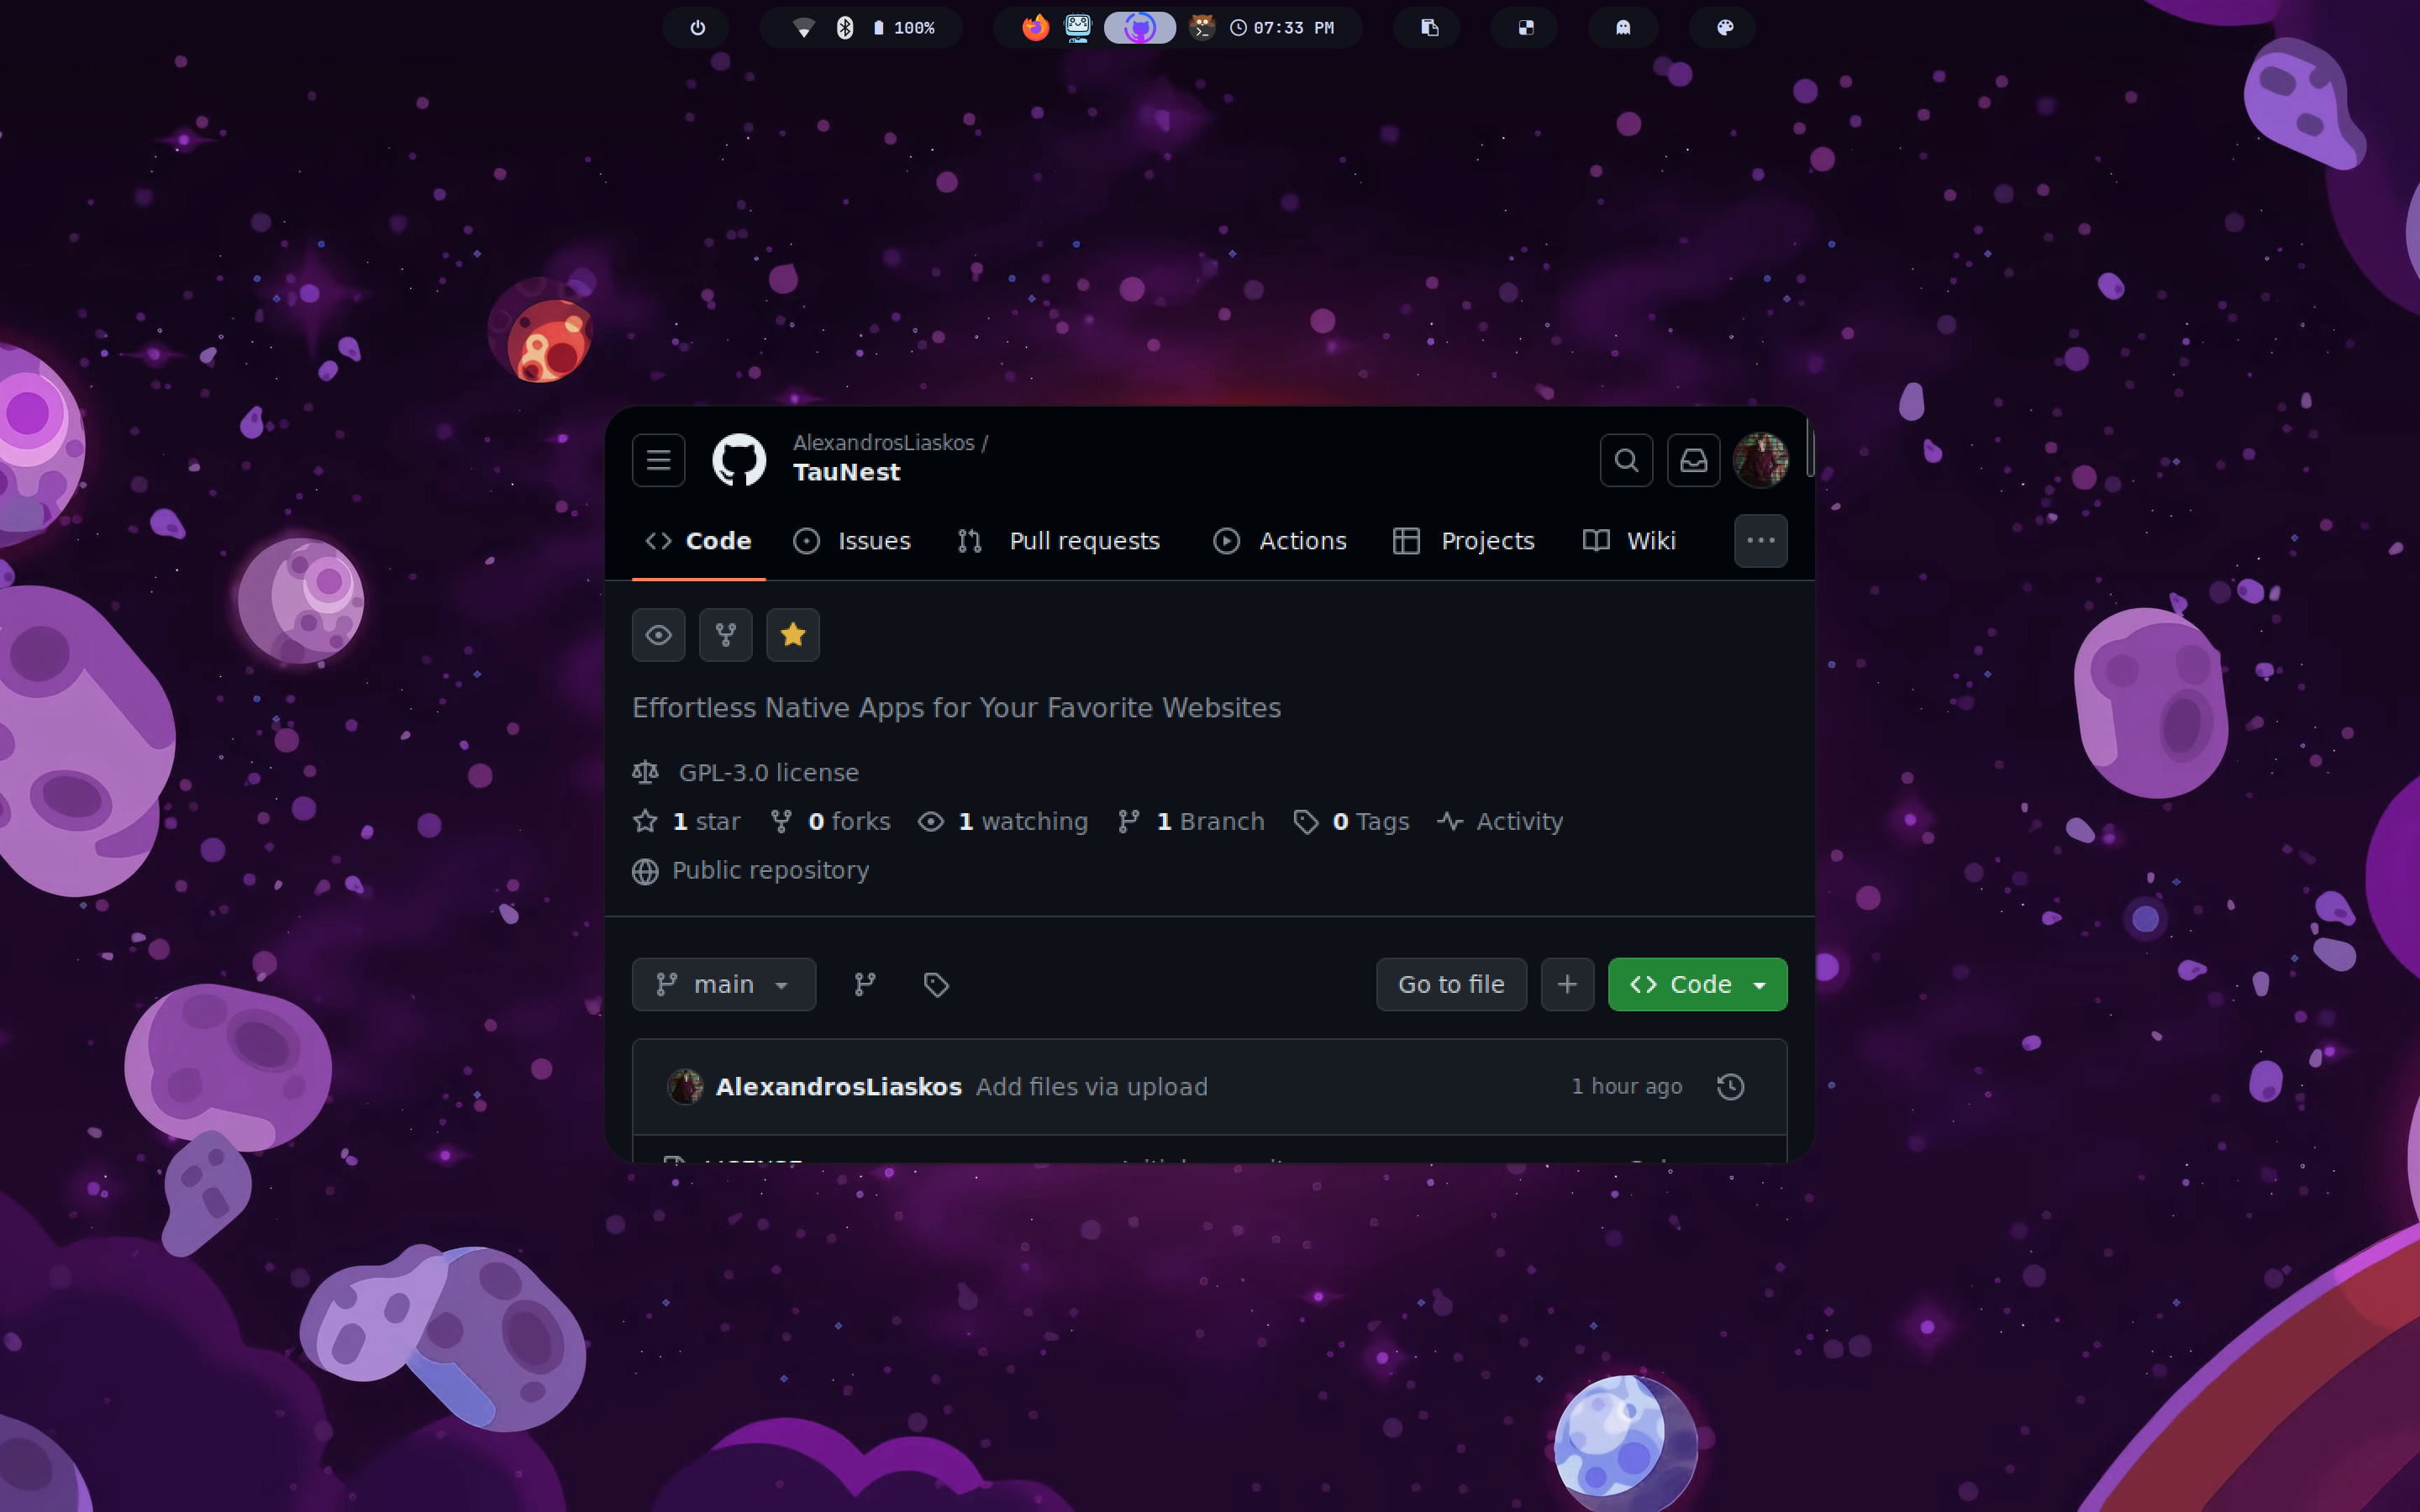 100% 07:33 PM
AlexandrosLiaskos /
TauNest
Code Issues Pull requests Actions Projects Wiki
Effortless Native Apps for Your Favorite Websites
GPL-3.0 license
1 star 0 forks 1 watching 1 Branch 0 Tags Activity
Public repository
main Go to file Code
AlexandrosLiaskos Add files via upload 1 hour ago